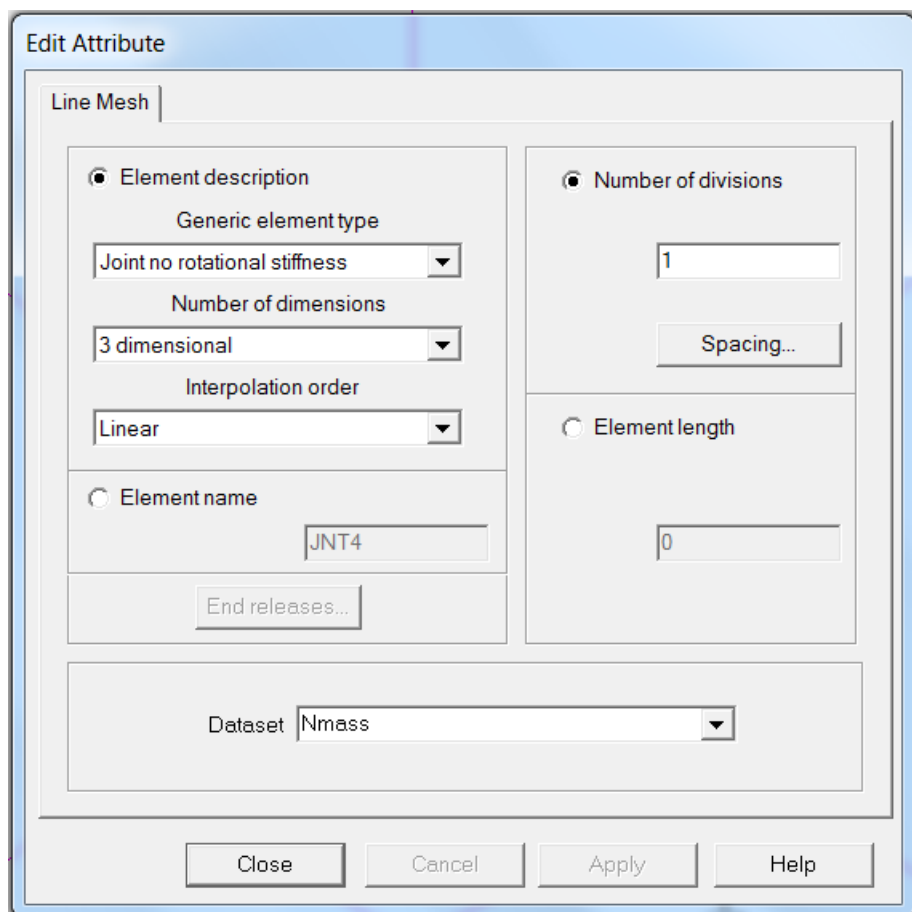 Edit Attribute
Line Mesh
Element description
Generic element type
Joint no rotational stiffness
Number of dimensions
3 dimensional
Interpolation order
Linear
Element name
JNT4
End releases...
Number of divisions
1
Spacing...
Element length
0
Dataset Nmass
Close Cancel Apply Help